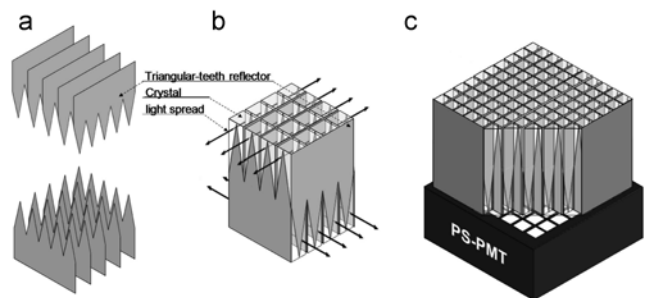 a
b
c
Triangular-teeth reflector
Crystal
light spread
PS-PMT